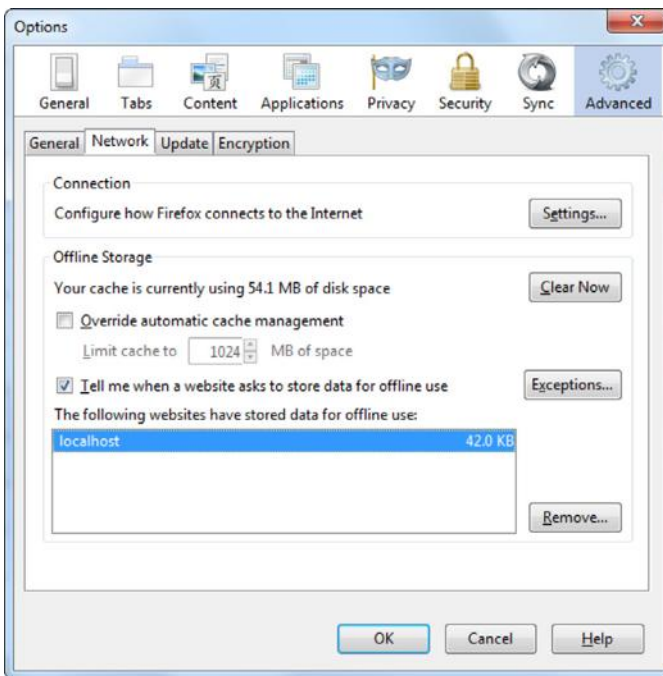 Options
General Tabs Content Applications Privacy Security Sync Advanced
General Network Update Encryption
Connection
Configure how Firefox connects to the Internet Settings...
Offline Storage
Your cache is currently using 54.1 MB of disk space Clear Now
Override automatic cache management
Limit cache to 1024 MB of space
Tell me when a website asks to store data for offline use Exceptions...
The following websites have stored data for offline use:
localhost 42.0 KB
Remove...
OK Cancel Help